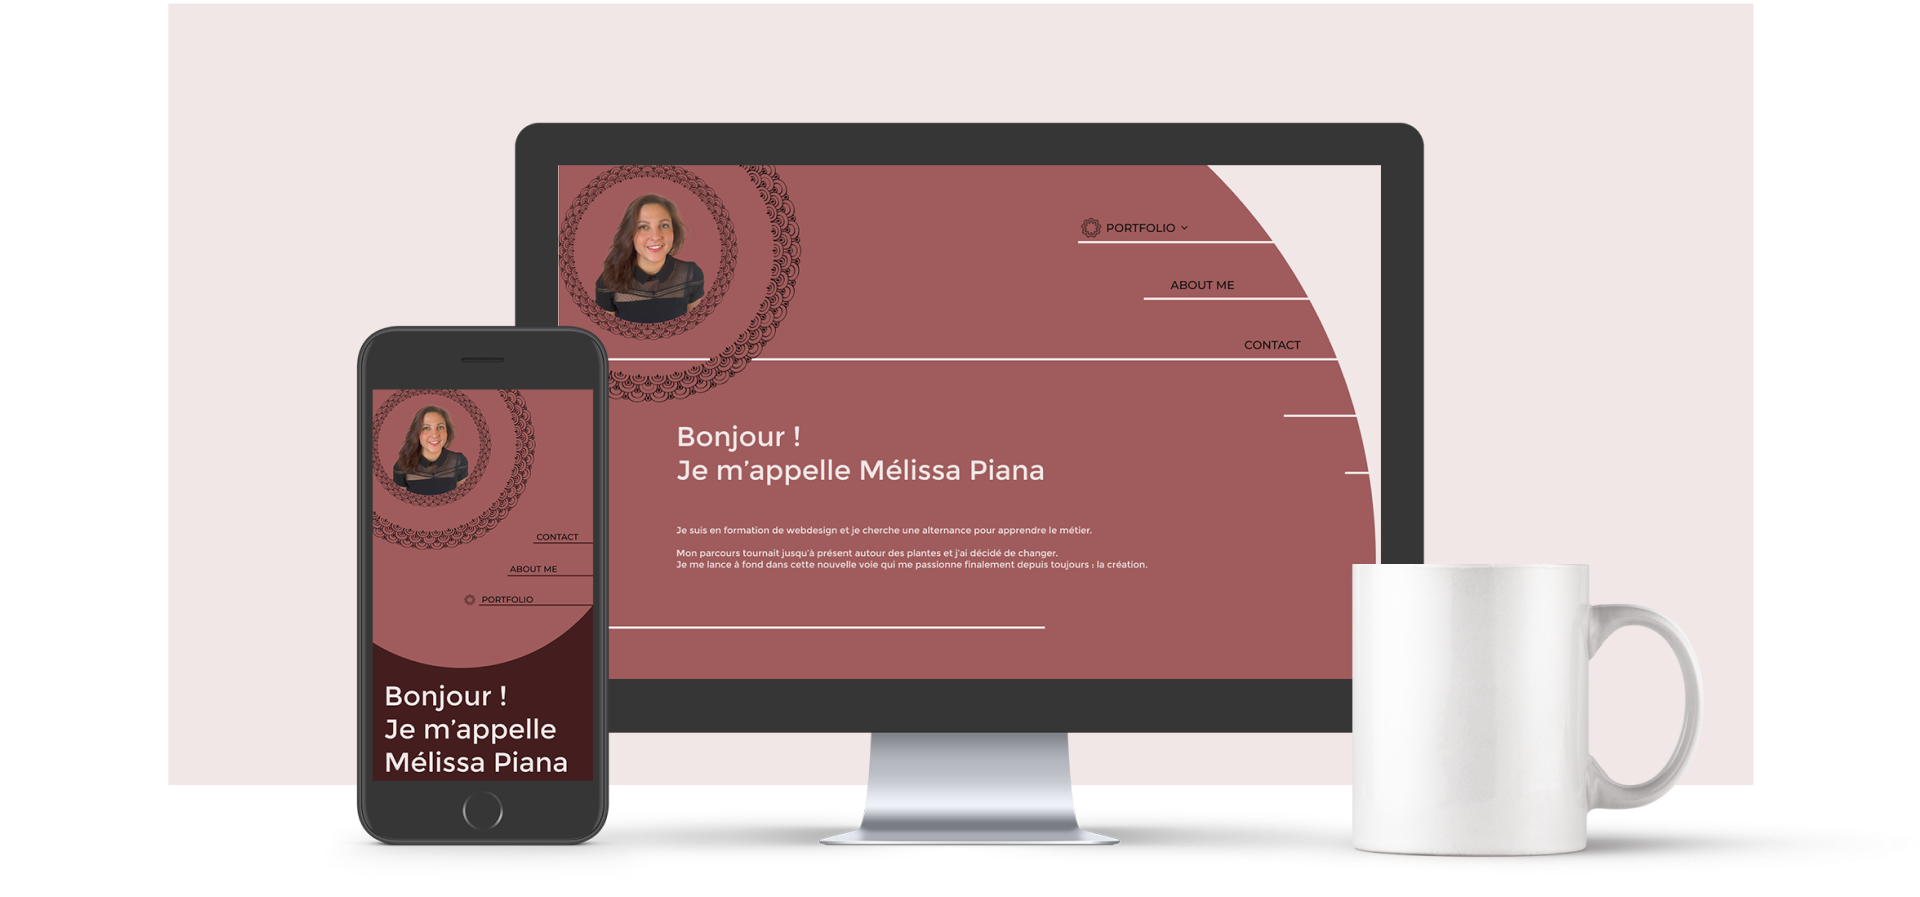 PORTFOLIO
ABOUT ME
CONTACT
Bonjour !
Je m’appelle Mélissa Piana
Je suis en formation de webdesign et je cherche une alternance pour apprendre le métier.
Mon parcours tournait jusqu’à présent autour des plantes et j’ai décidé de changer.
Je me lance à fond dans cette nouvelle voie qui me passionne finalement depuis toujours : la création.
CONTACT
ABOUT ME
PORTFOLIO
Bonjour !
Je m’appelle
Mélissa Piana